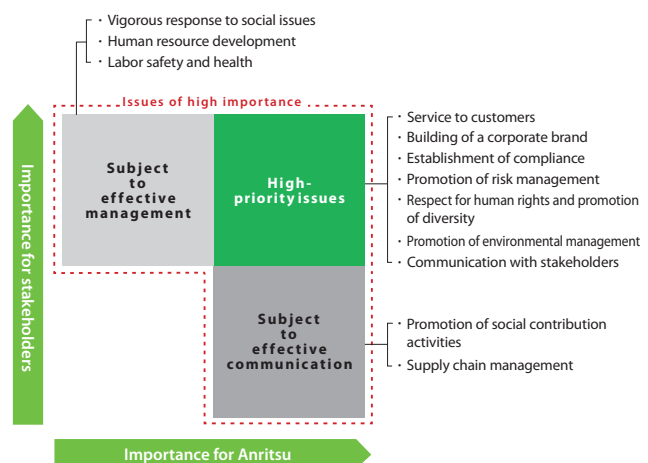 ・Vigorous response to social issues
・Human resource development
・Labor safety and health
Issues of high importance
Importance for stakeholders
Subject
to
effective
management
High-
priority issues
・Service to customers
・Building of a corporate brand
・Establishment of compliance
・Promotion of risk management
・Respect for human rights and promotion
of diversity
・Promotion of environmental management
・Communication with stakeholders
Subject
to
effective
communication
・Promotion of social contribution
activities
・Supply chain management
Importance for Anritsu